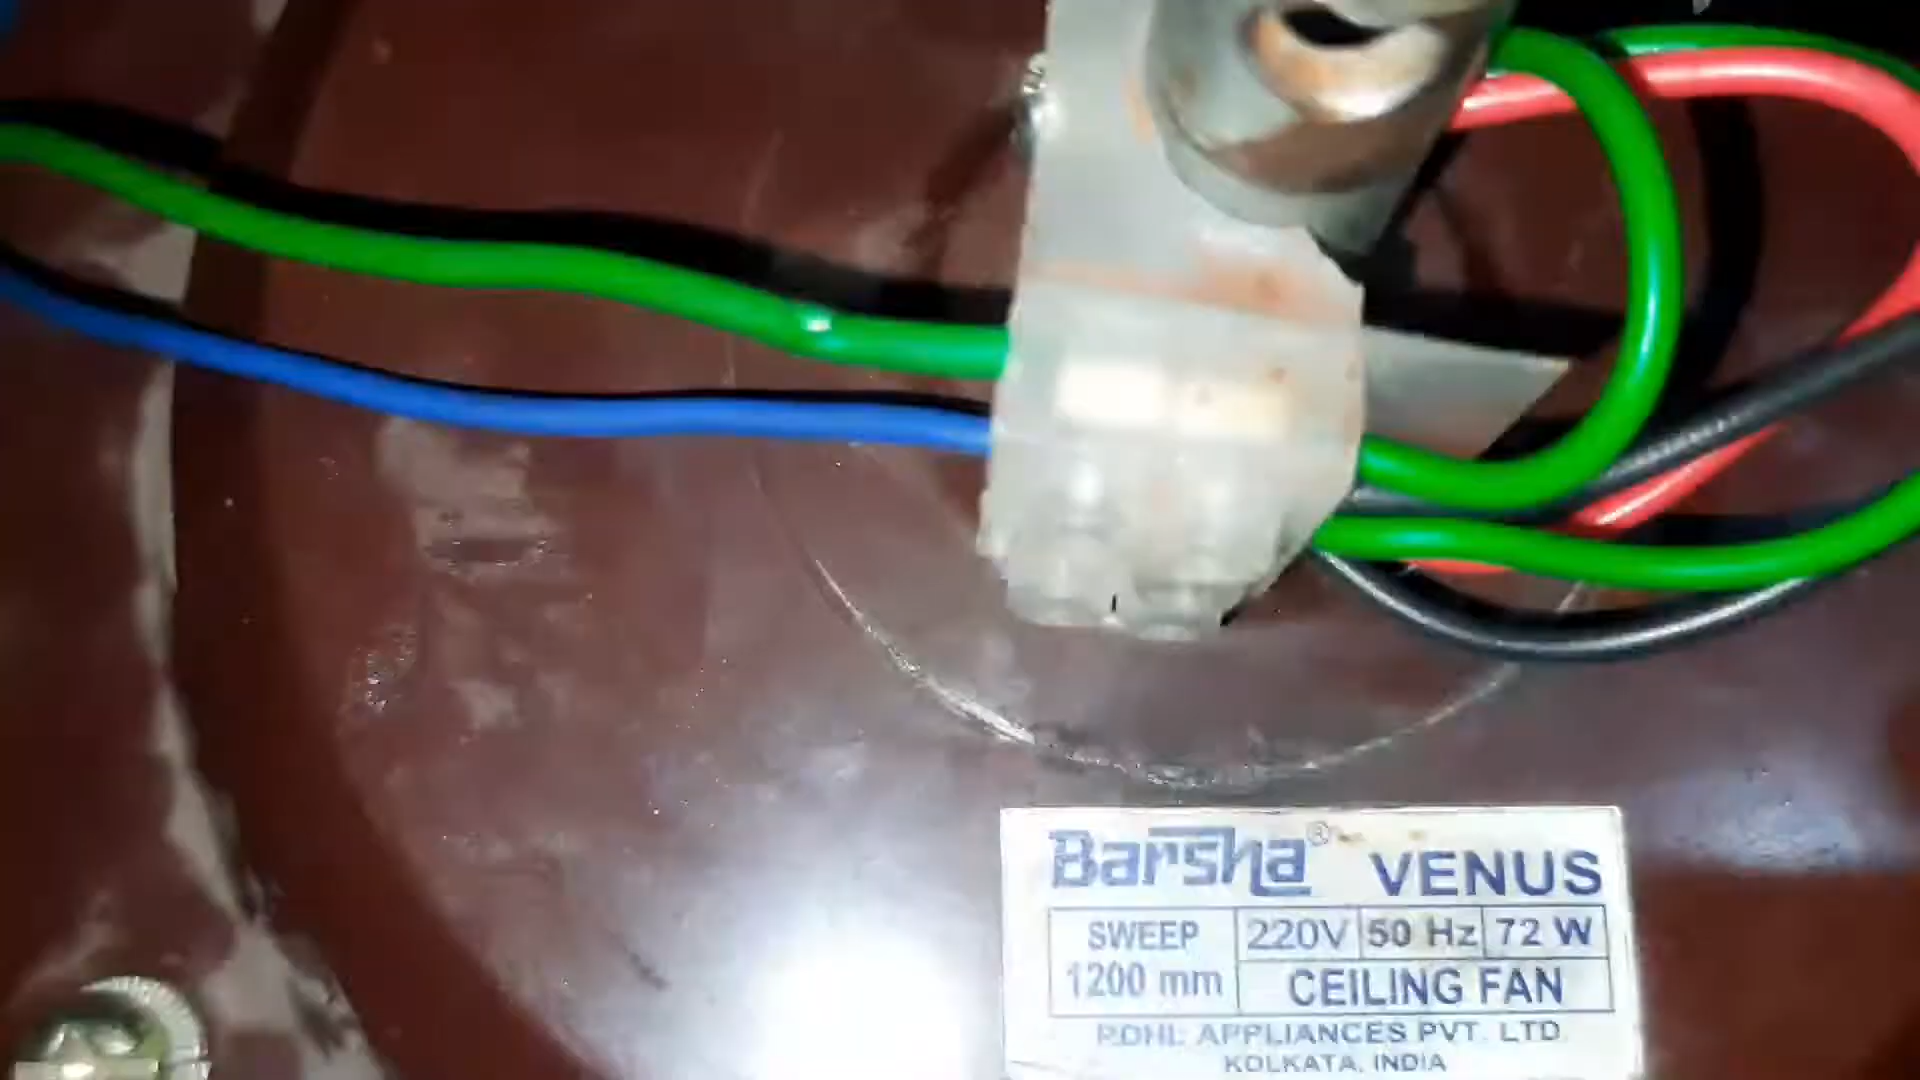 Barsha® VENUS
SWEEP 1200 mm
220V 50 Hz 72 W
CEILING FAN
APPLIANCES PVT. LTD
KOLKATA, INDIA